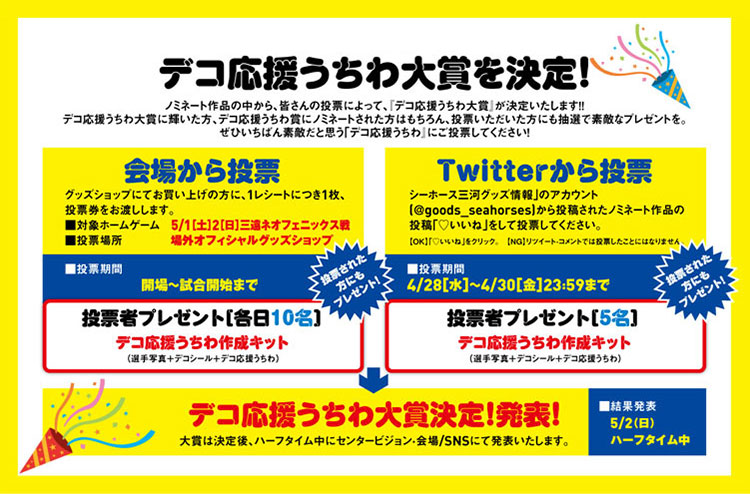 デコ応援うちわ大賞を決定!
ノミネート作品の中から、皆さんの投票によって、『デコ応援うちわ大賞』が決定いたします!!
デコ応援うちわ大賞に輝いた方、デコ応援うちわ賞にノミネートされた方はもちろん、投票いただいた方にも抽選で素敵なプレゼントを。
ぜひいちばん素敵だと思う「デコ応援うちわ」にご投票してください!
会場から投票
グッズショップにてお買い上げの方に、1レシートにつき1枚、
投票券をお渡しします。
■対象ホームゲーム 5/1[土]2[日]三遠ネオフェニックス戦
■投票場所 場外オフィシャルグッズショップ
■投票期間
開場〜試合開始まで
投票された
方にも
プレゼント!
投票者プレゼント[各日10名]
デコ応援うちわ作成キット
(選手写真+デコシール+デコ応援うちわ)
Twitterから投票
シーホース三河グッズ情報」のアカウント
(@goods_seahorses)から投稿されたノミネート作品の
投稿「♡いいね」をして投票してください。
【OK】「♡いいね」をクリック。 【NG】リツイート・コメントでは投票したことにはなりません
■投票期間
4/28[水]〜4/30[金]23:59まで
投票された
方にも
プレゼント!
投票者プレゼント[5名]
デコ応援うちわ作成キット
(選手写真+デコシール+デコ応援うちわ)
デコ応援うちわ大賞決定!発表!
大賞は決定後、ハーフタイム中にセンタービジョン・会場/SNSにて発表いたします。
■結果発表
5/2(日)
ハーフタイム中